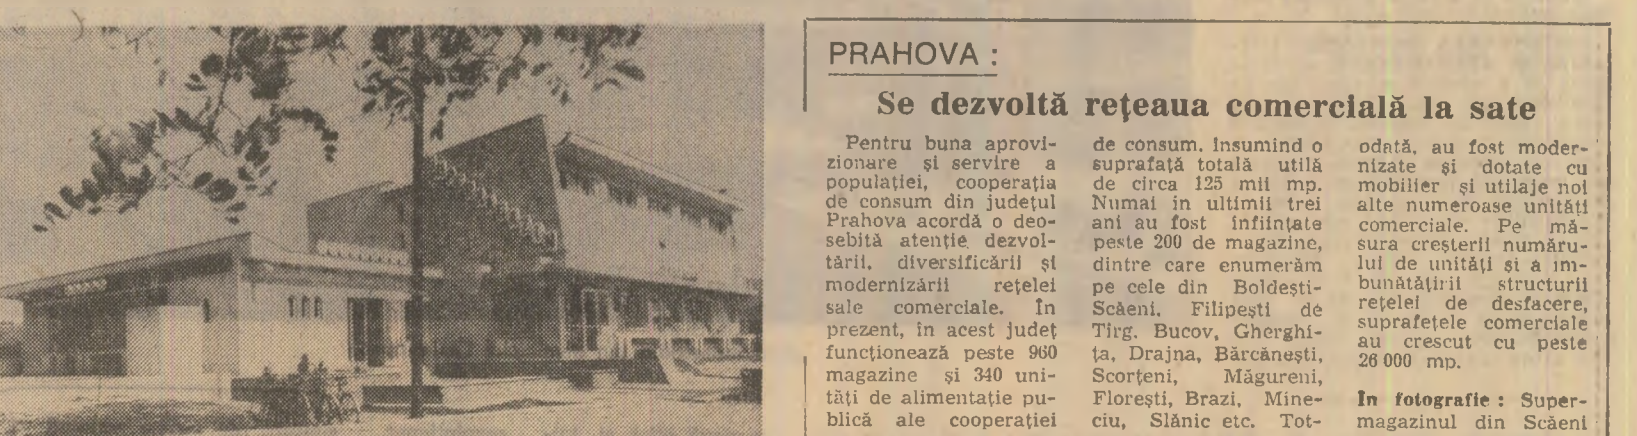 PRAHOVA :
Se dezvoltă rețeaua comercială la sate
Pentru buna aprovi-
zionare și servire a
populației, cooperația
de consum din județul
Prahova acordă o deo-
sebită atenție dezvol-
tării, diversificării și
modernizării rețelei
sale comerciale. În
prezent, în acest județ
funcționează peste 960
magazine și 340 uni-
tăți de alimentație pu-
blică ale cooperației
de consum, însumind o
suprafață totală utilă
de circa 125 mii mp.
Numai in ultimii trei
ani au fost înființate
peste 200 de magazine,
dintre care enumerăm
pe cele din Boldești-
Scăeni, Filipești de
Tirg, Bucov, Gherghi-
ța, Drajna, Bărcănești,
Scorțeni, Măgureni,
Florești, Brazi, Mine-
ciu, Slănic etc. Tot-
odată, au fost moder-
nizate și dotate cu
mobilier și utilaje noi
alte numeroase unități
comerciale. Pe mă-
sura creșterii număru-
lui de unități și a im-
bunătățirii structurii
rețelei de desfacere,
suprafețele comerciale
au crescut cu peste
26 000 mp.
În fotografie : Super-
magazinul din Scăeni